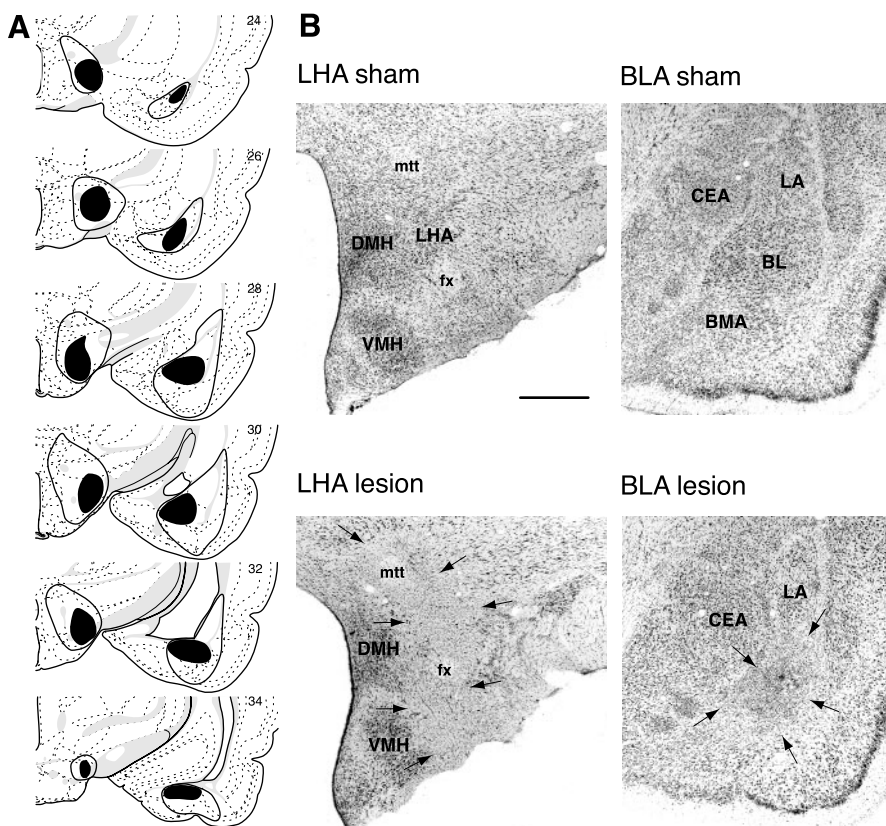 A
24
26
28
30
32
34
B
LHA sham
mtt
DMH
LHA
fx
VMH
BLA sham
CEA
LA
BL
BMA
LHA lesion
mtt
DMH
fx
VMH
BLA lesion
LA
CEA